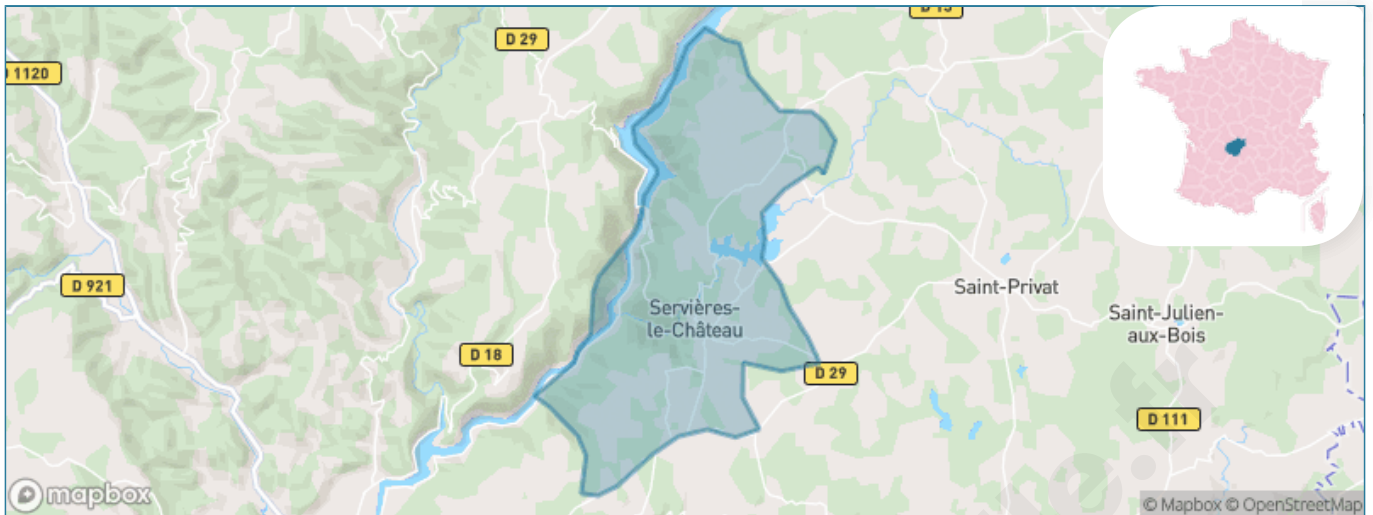 D 29
D 1120
D 921
Servières-
le-Château
Saint-Privat
Saint-Julien-
aux-Bois
D 18
D 29
D 111
mapbox
© Mapbox © OpenStreetMap